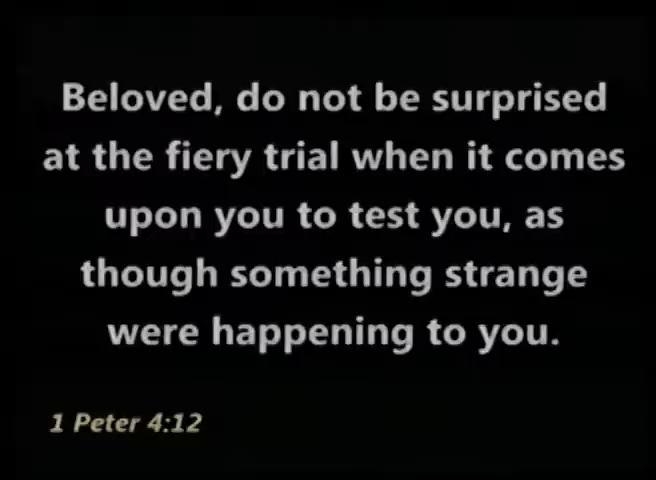 Beloved, do not be surprised
at the fiery trial when it comes
upon you to test you, as
though something strange
were happening to you.
1 Peter 4:12